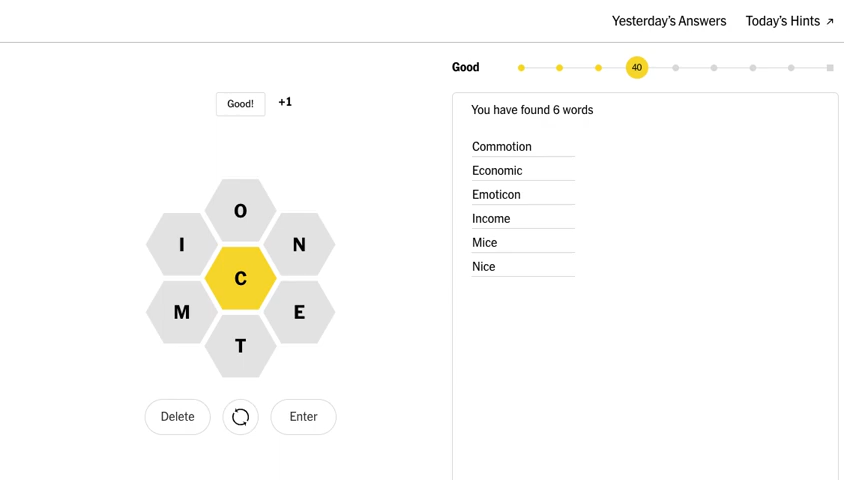 Yesterday's Answers Today's Hints ↗
Good 40
Good! +1
You have found 6 words
Commotion
Economic
Emoticon
Income
Mice
Nice
O
I N
C
M E
T
Delete Enter